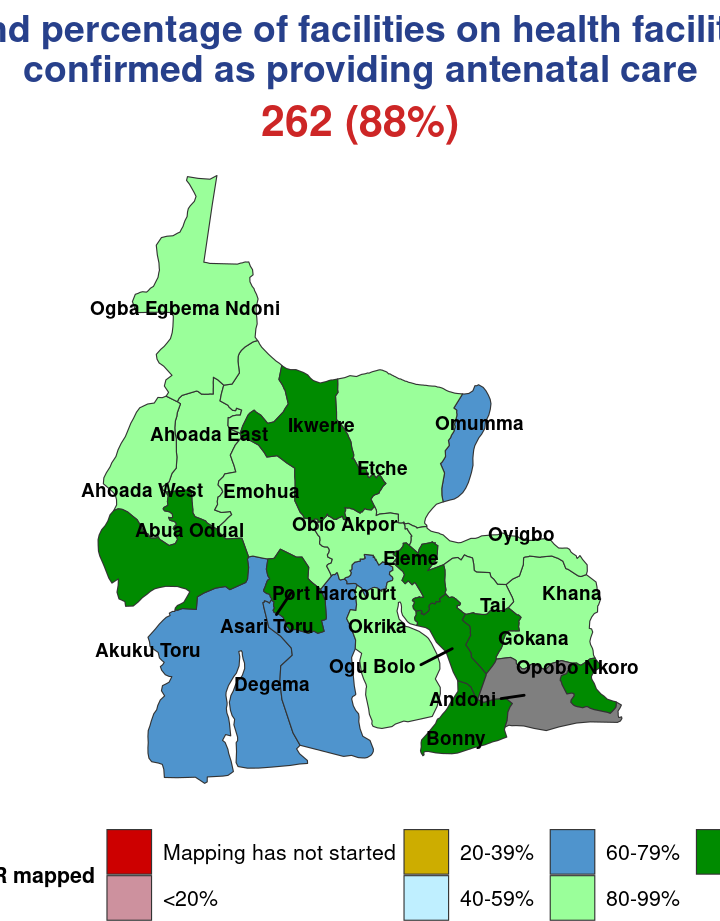 nd percentage of facilities on health facilit
confirmed as providing antenatal care
262 (88%)
Ogba Egbema Ndoni
Omumma
Ikwerre
Ahoada East
Etche
Ahoada West
Emohua
Obio Akpor
Abua Odual
Oyigbo
Eleme
Port Harcourt
Khana
Tai
Asari Toru
Okrika
Gokana
Akuku Toru
Ogu Bolo
Opobo Nkoro
Degema
Andoni
Bonny
Mapping has not started
20-39%
60-79%
R mapped
<20%
40-59%
80-99%